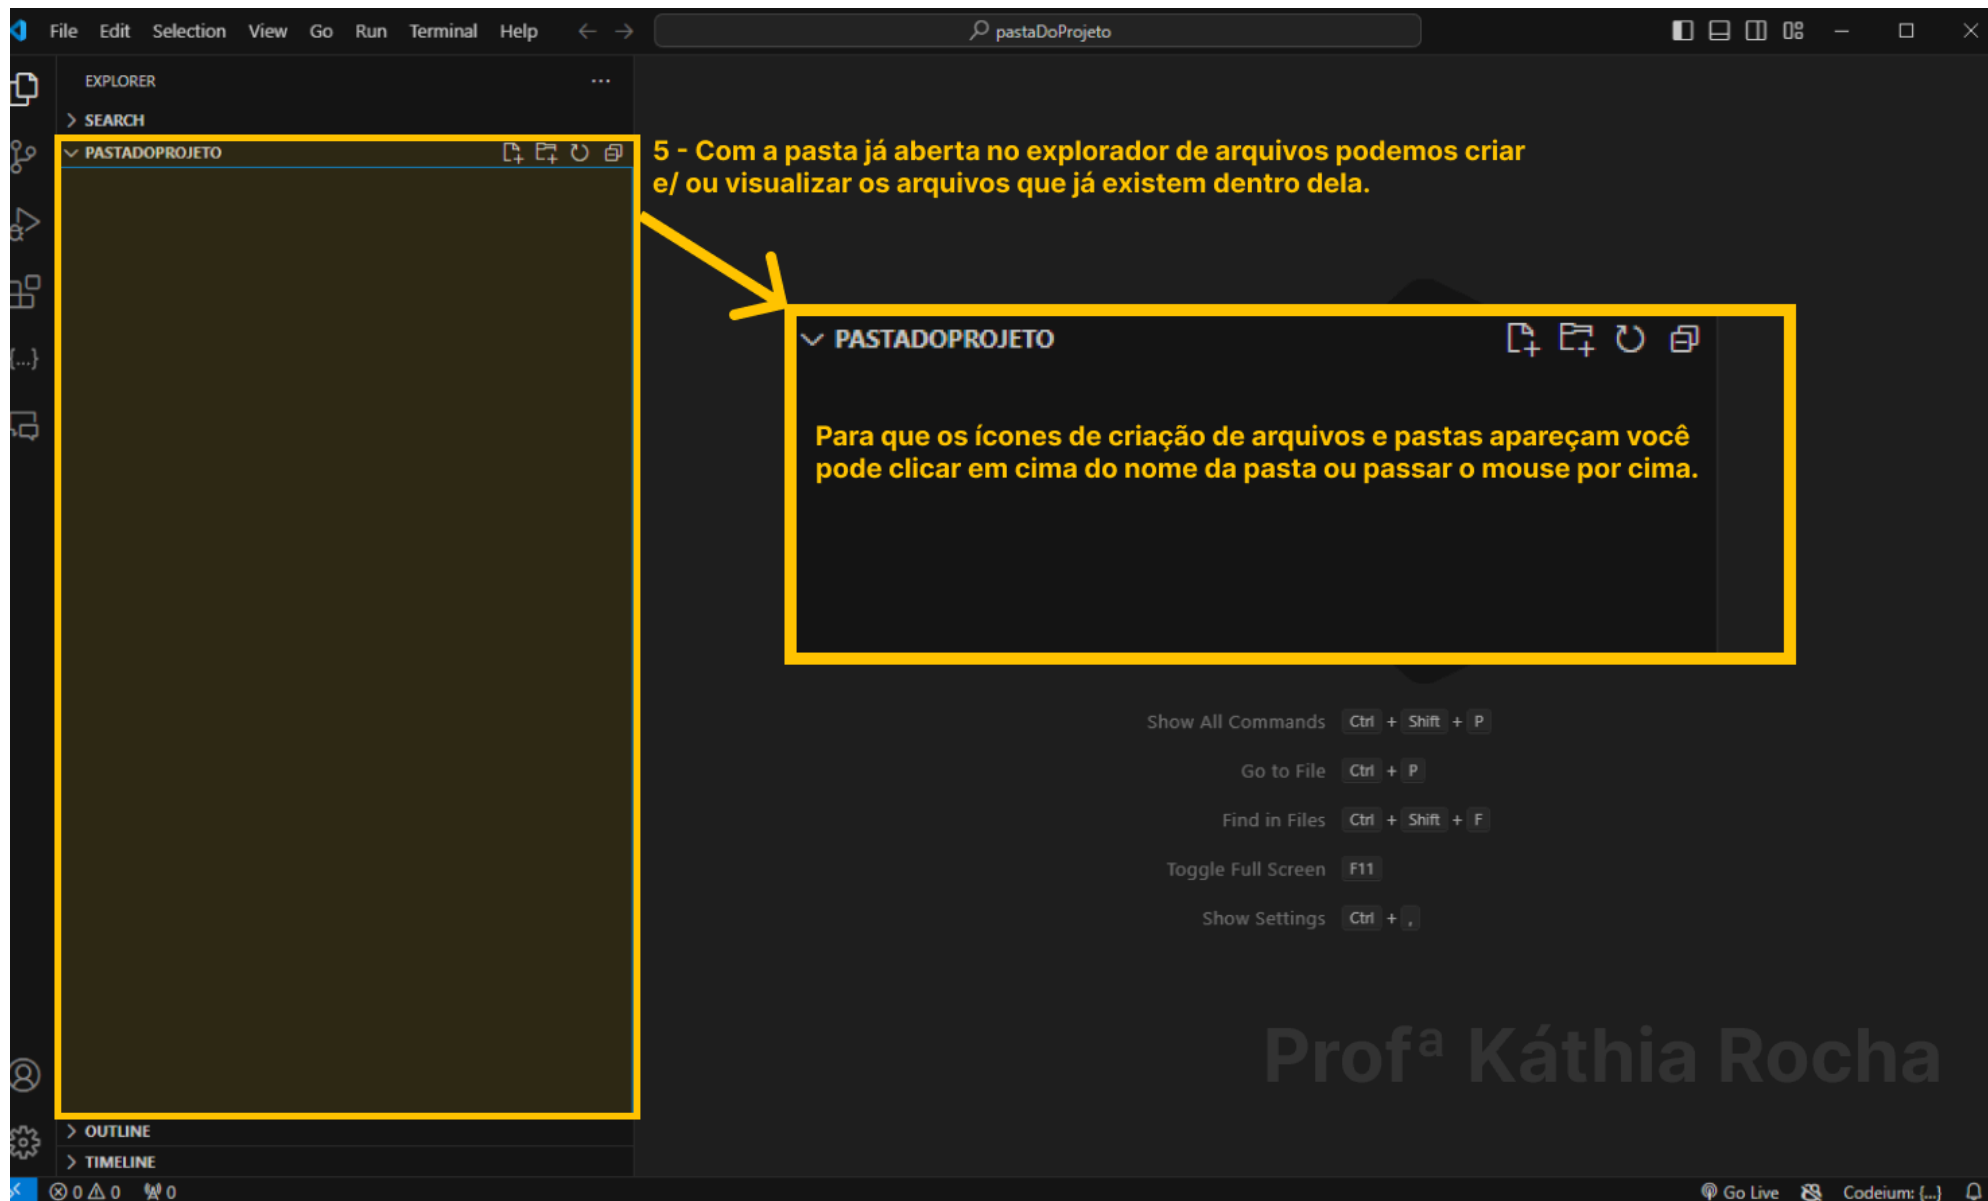 File Edit Selection View Go Run Terminal Help
pastaDoProjeto
EXPLORER
SEARCH
PASTADOPROJETO
5 - Com a pasta já aberta no explorador de arquivos podemos criar
e/ ou visualizar os arquivos que já existem dentro dela.
PASTADOPROJETO
Para que os ícones de criação de arquivos e pastas apareçam você
pode clicar em cima do nome da pasta ou passar o mouse por cima.
Show All Commands Ctrl + Shift + P
Go to File Ctrl + P
Find in Files Ctrl + Shift + F
Toggle Full Screen F11
Show Settings Ctrl + ,
Profª Káthia Rocha
OUTLINE
TIMELINE
0 0 0 Go Live Codeium: {...}